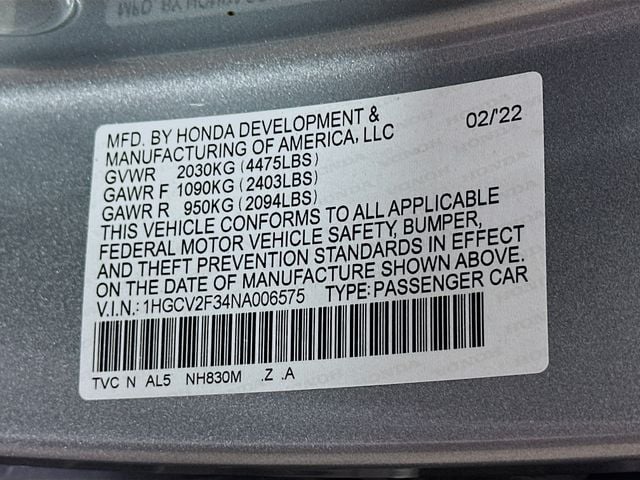 MFD. BY HONDA DEVELOPMENT & 02/'22
MANUFACTURING OF AMERICA, LLC
GVWR 2030KG (4475LBS)
GAWR F 1090KG (2403LBS)
GAWR R 950KG (2094LBS)
THIS VEHICLE CONFORMS TO ALL APPLICABLE
FEDERAL MOTOR VEHICLE SAFETY, BUMPER,
AND THEFT PREVENTION STANDARDS IN EFFECT
ON THE DATE OF MANUFACTURE SHOWN ABOVE.
V.I.N.: 1HGCV2F34NA006575 TYPE: PASSENGER CAR
TVC N AL5 NH830M .Z .A